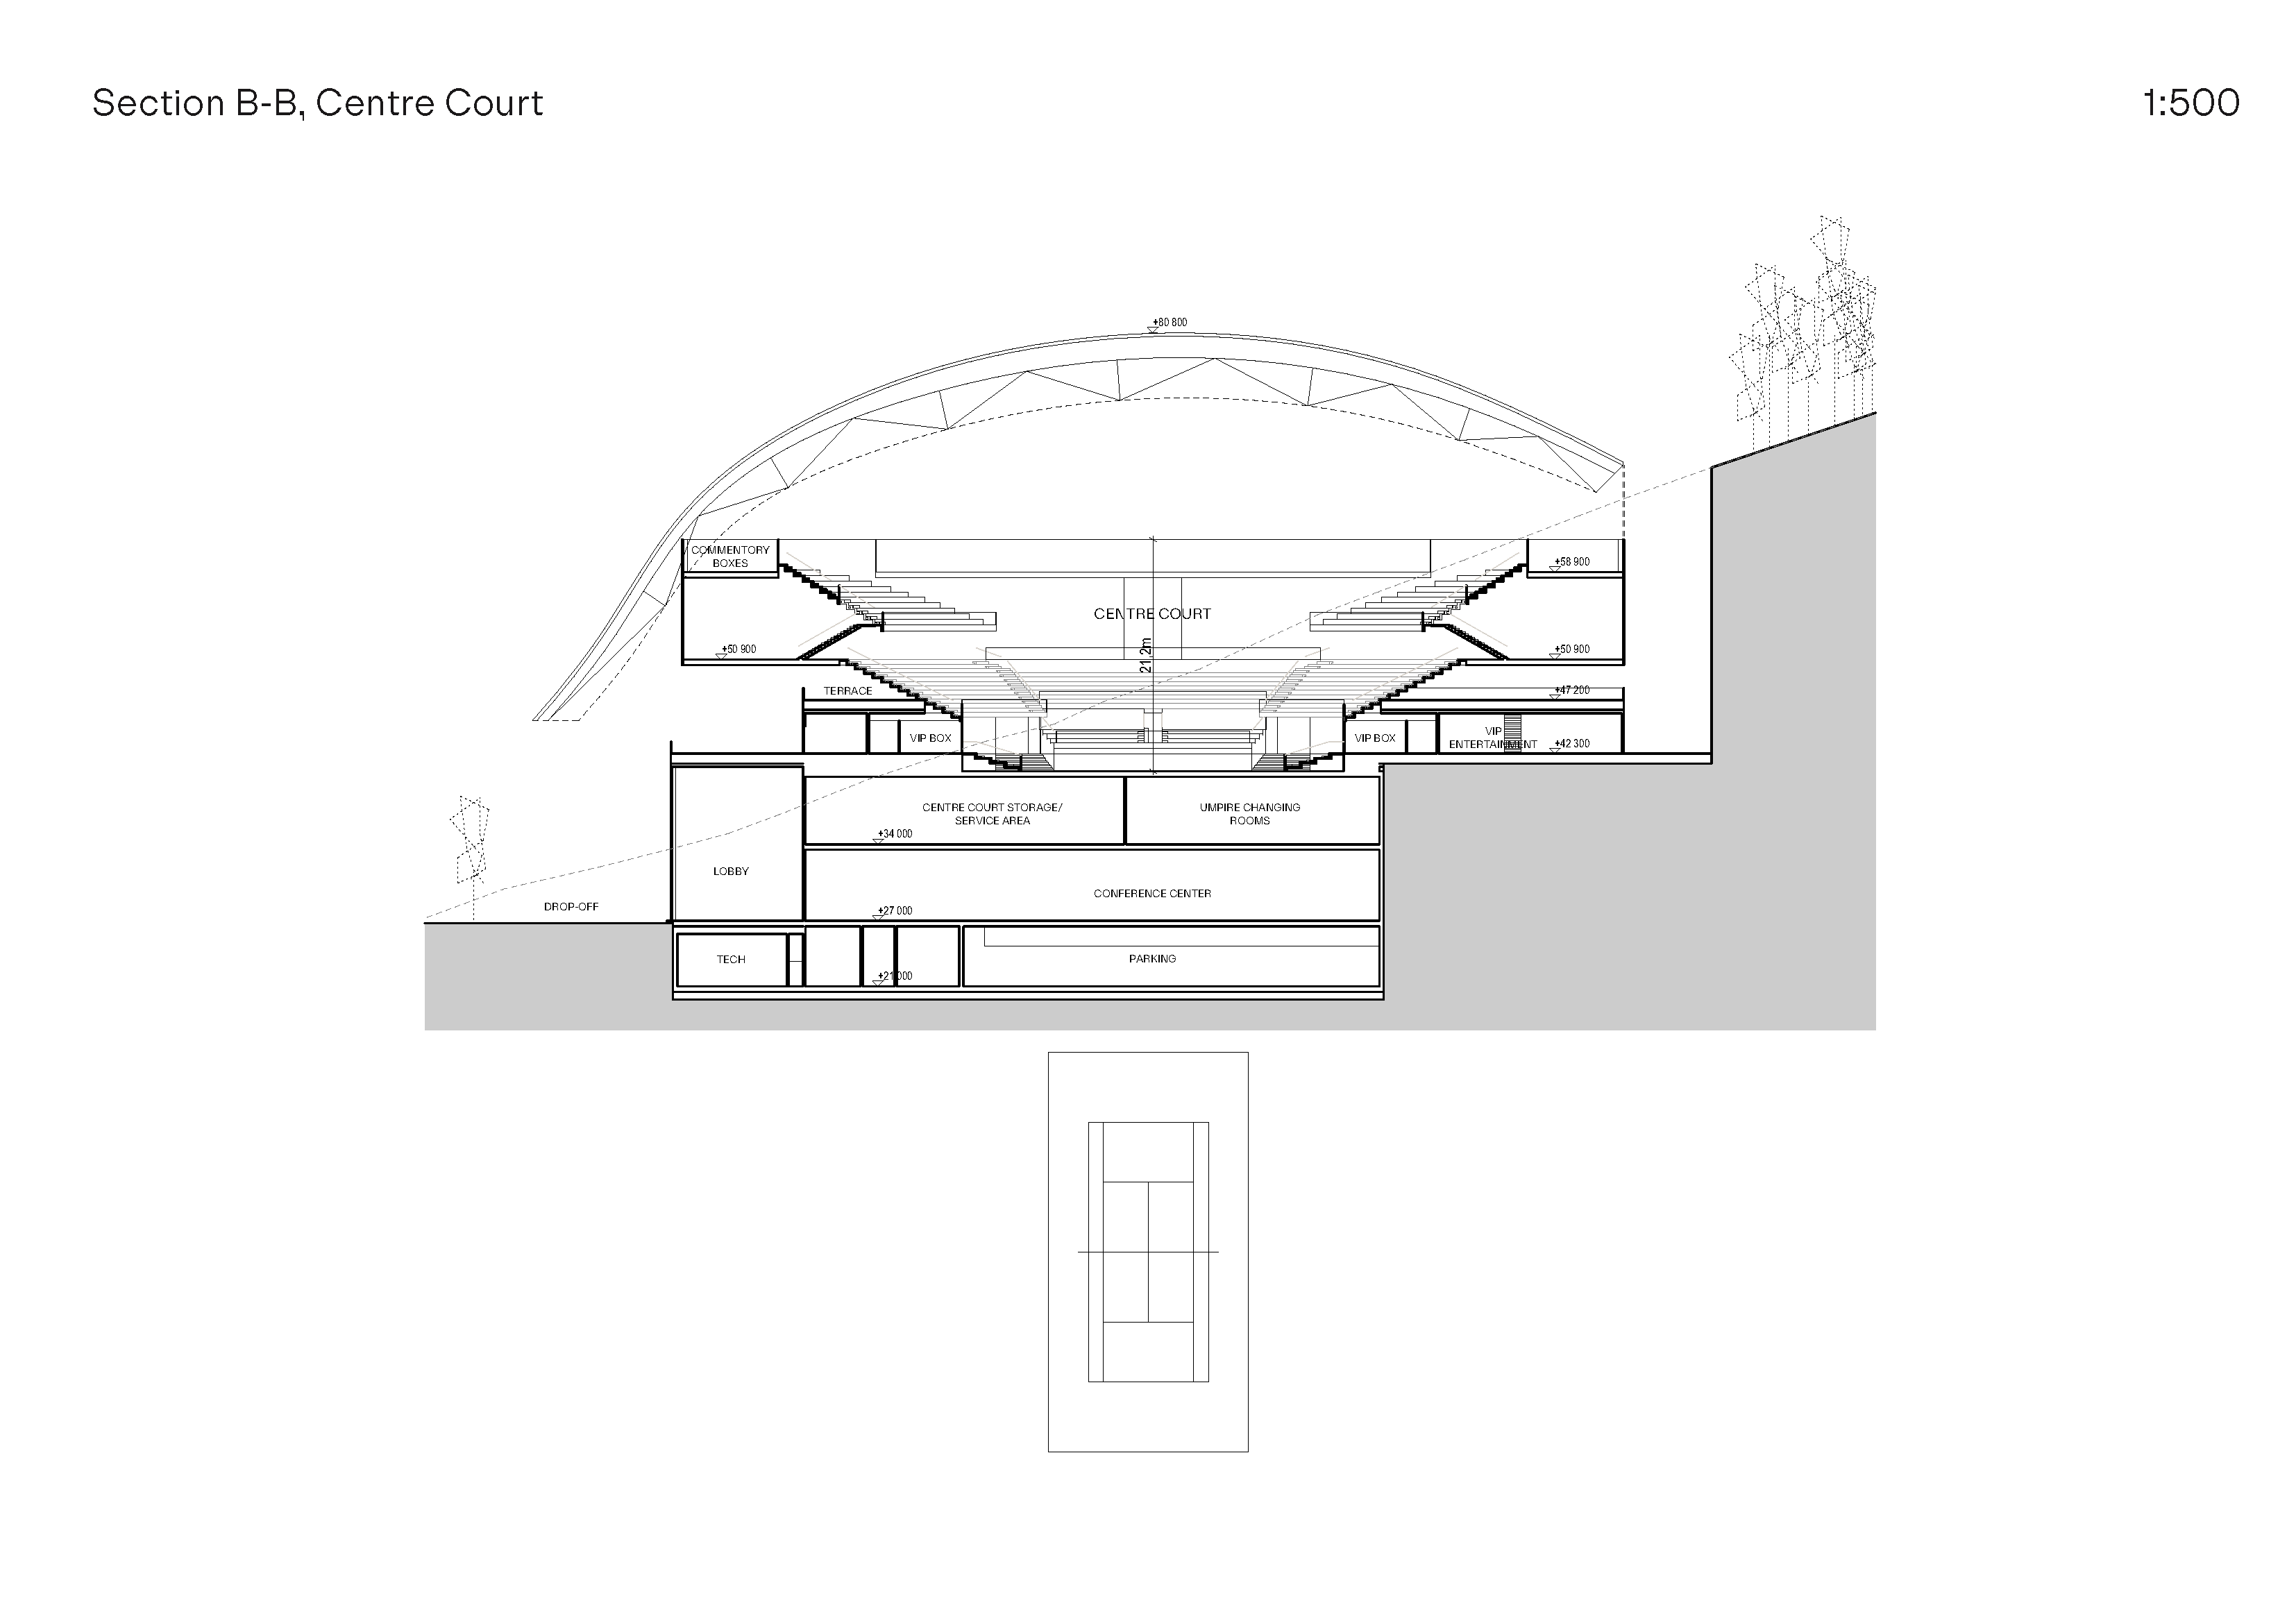 Section B-B, Centre Court
1:500
+80 800
COMMENTORY
BOXES
+58 900
CENTRE COURT
21,2m
+50 900
+50 900
TERRACE
+47 200
VIP BOX
VIP BOX
VIP
ENTERTAINMENT
+42 300
CENTRE COURT STORAGE/
SERVICE AREA
UMPIRE CHANGING
ROOMS
+34 000
LOBBY
CONFERENCE CENTER
DROP-OFF
+27 000
TECH
PARKING
+21 000